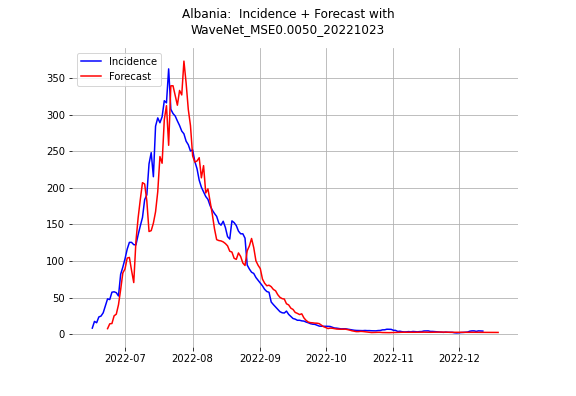 Albania:  Incidence + Forecast with
WaveNet_MSE0.0050_20221023
Incidence
Forecast
350
300
250
200
150
100
50
0
2022-07 2022-08 2022-09 2022-10 2022-11 2022-12